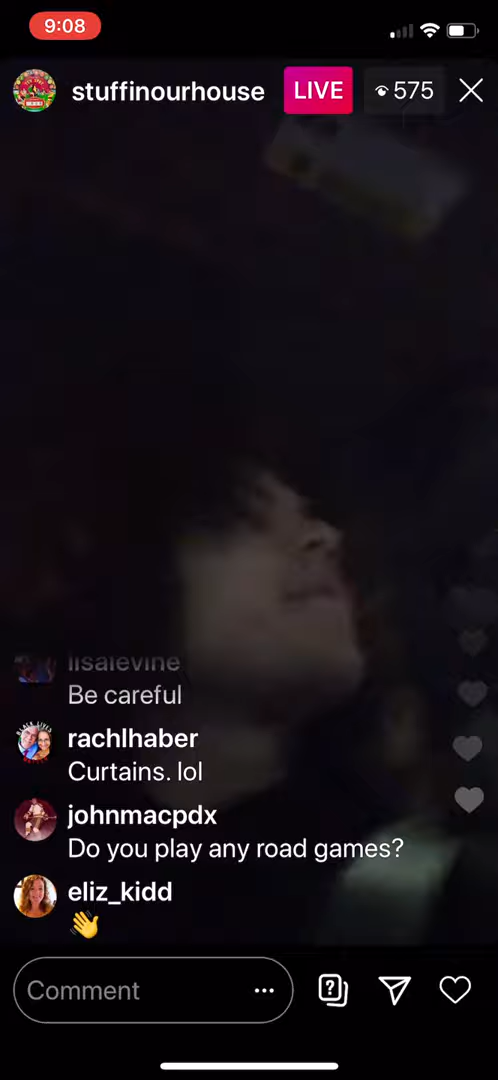 9:08
stuffinourhouse LIVE 575
lisalevine
Be careful
rachlhaber
Curtains. lol
johnmacpdx
Do you play any road games?
eliz_kidd
👋
Comment